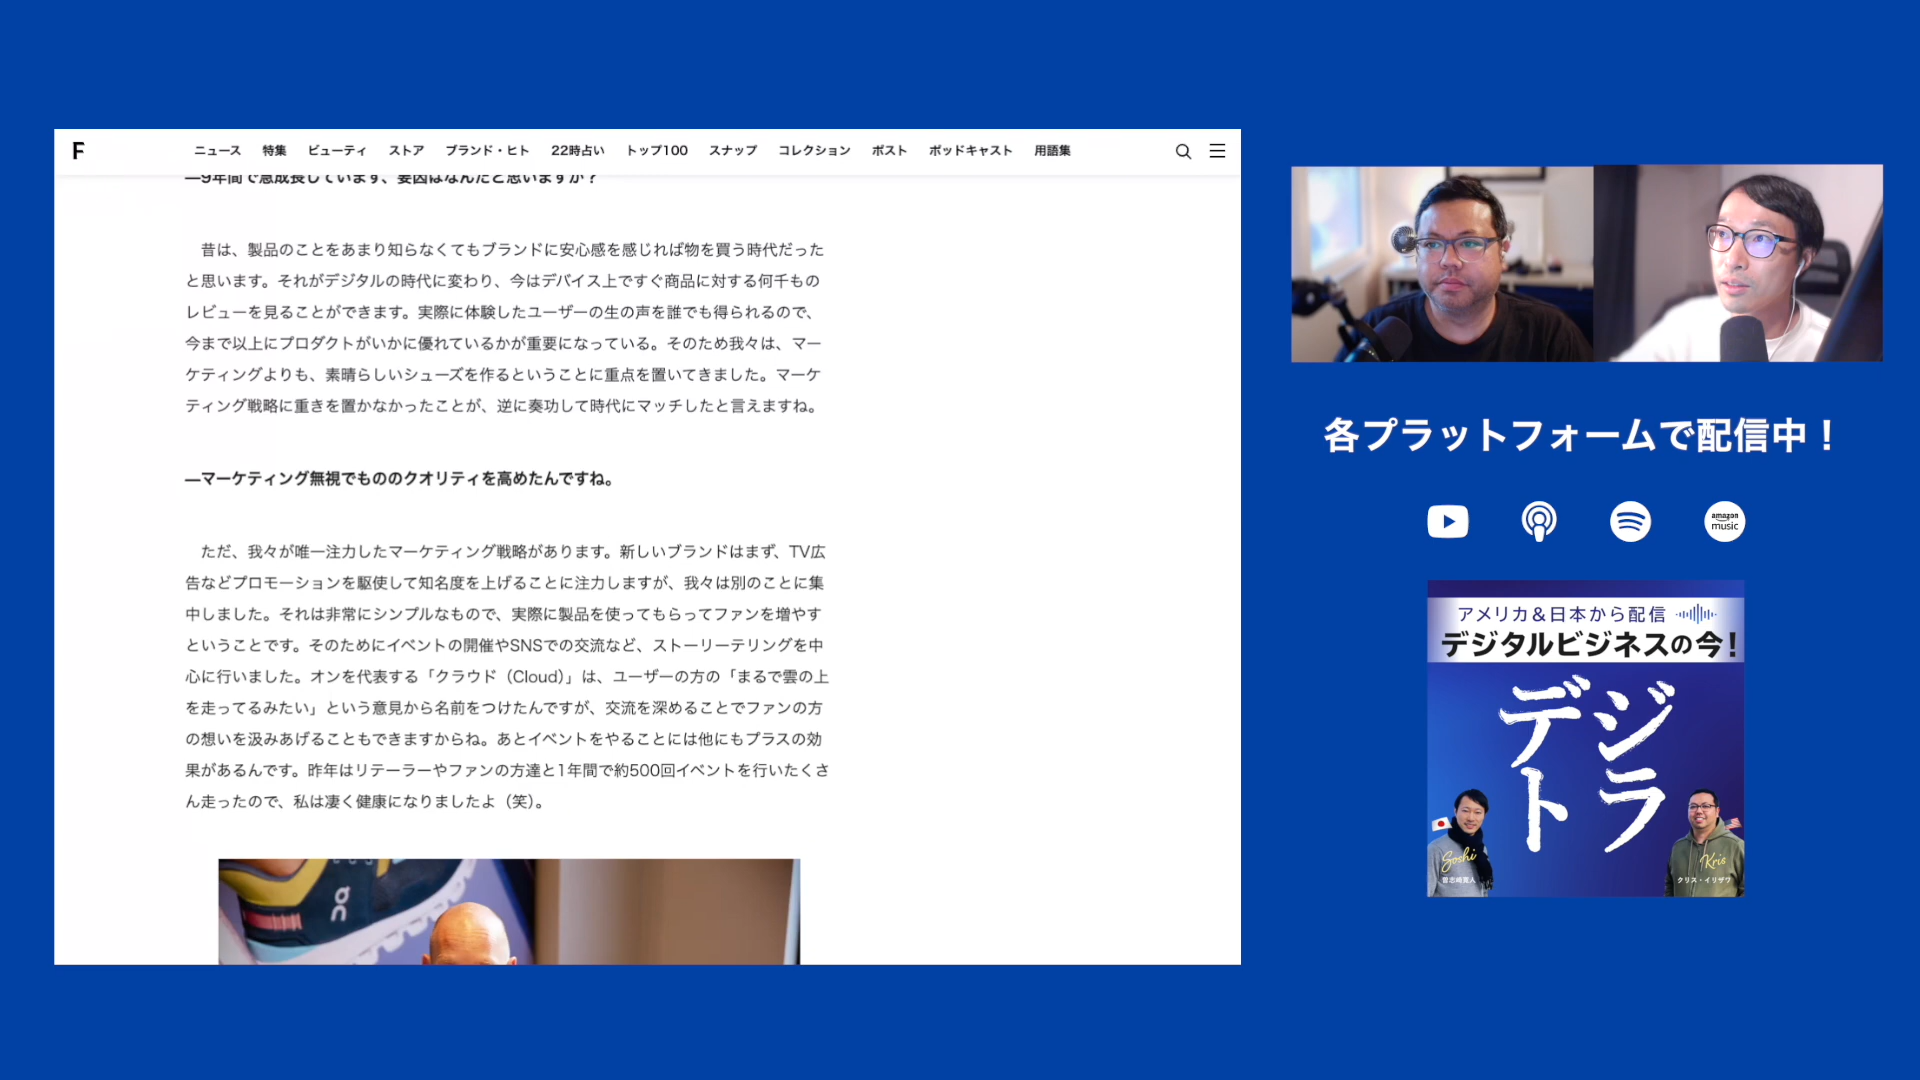 F
ニュース 特集 ビューティ ストア ブランド・ヒト 22時占い トップ100 スナップ コレクション ポスト ポッドキャスト 用語集
―9年間で急成長しています、要因はなんだと思いますか？
昔は、製品のことをあまり知らなくてもブランドに安心感を感じれば物を買う時代だった
と思います。それがデジタルの時代に変わり、今はデバイス上ですぐ商品に対する何千もの
レビューを見ることができます。実際に体験したユーザーの生の声を誰でも得られるので、
今まで以上にプロダクトがいかに優れているかが重要になっている。そのため我々は、マー
ケティングよりも、素晴らしいシューズを作るということに重点を置いてきました。マーケ
ティング戦略に重きを置かなかったことが、逆に奏功して時代にマッチしたと言えますね。
―マーケティング無視でもののクオリティを高めたんですね。
ただ、我々が唯一注力したマーケティング戦略があります。新しいブランドはまず、TV広
告などプロモーションを駆使して知名度を上げることに注力しますが、我々は別のことに集
中しました。それは非常にシンプルなもので、実際に製品を使ってもらってファンを増やす
ということです。そのためにイベントの開催やSNSでの交流など、ストーリーテリングを中
心に行いました。オンを代表する「クラウド（Cloud）」は、ユーザーの方の「まるで雲の上
を走ってるみたい」という意見から名前をつけたんですが、交流を深めることでファンの方
の想いを汲みあげることもできますからね。あとイベントをやることには他にもプラスの効
果があるんです。昨年はリテーラーやファンの方達と1年間で約500回イベントを行いたくさ
ん走ったので、私は凄く健康になりましたよ（笑）。
各プラットフォームで配信中！
amazon
music
アメリカ＆日本から配信
デジタルビジネスの今！
デジ
トラ
Soshi
Kris
クリス・イリザワ